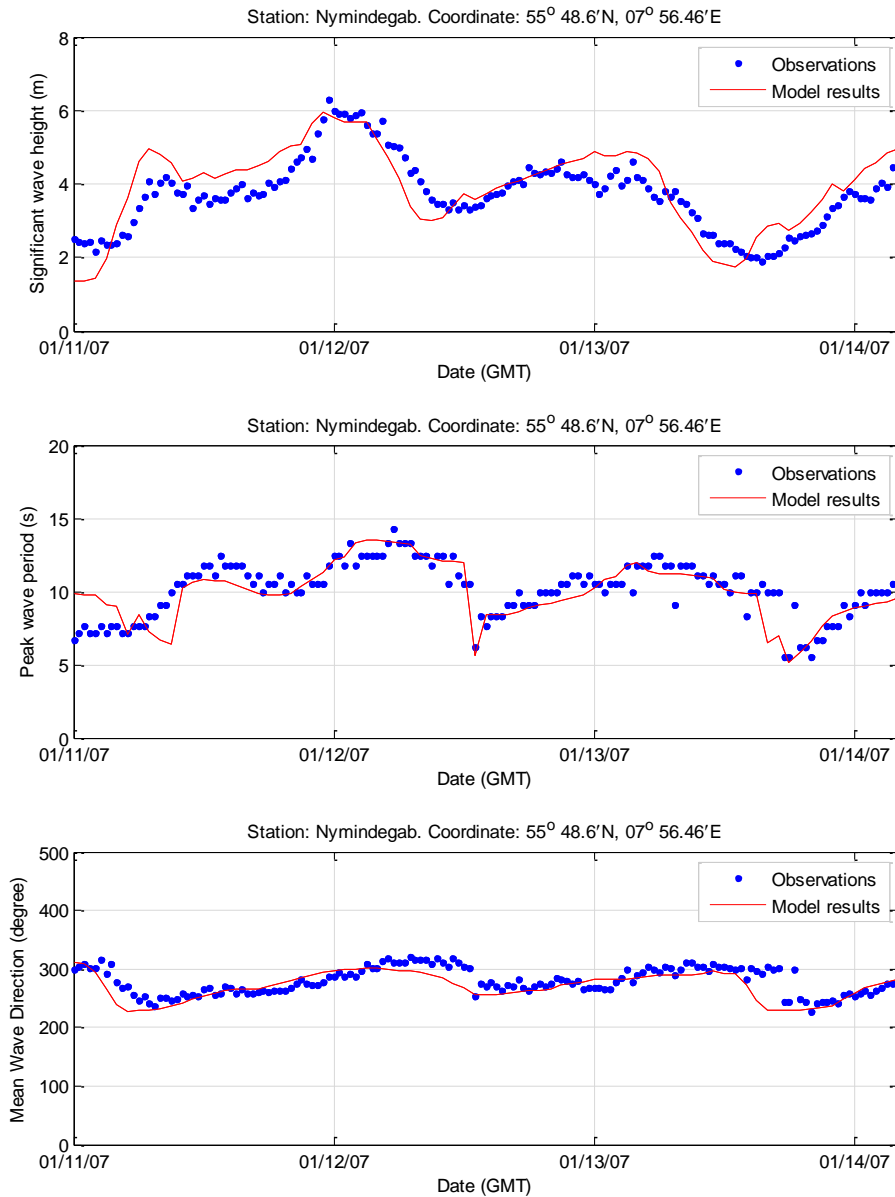 Station: Nymindegab. Coordinate: 55° 48.6′N, 07° 56.46′E
8
6
4
2
0
Significant wave height (m)
Observations
Model results
01/11/07 01/12/07 01/13/07 01/14/07
Date (GMT)
Station: Nymindegab. Coordinate: 55° 48.6′N, 07° 56.46′E
20
15
10
5
0
Peak wave period (s)
Observations
Model results
01/11/07 01/12/07 01/13/07 01/14/07
Date (GMT)
Station: Nymindegab. Coordinate: 55° 48.6′N, 07° 56.46′E
500
400
300
200
100
0
Mean Wave Direction (degree)
Observations
Model results
01/11/07 01/12/07 01/13/07 01/14/07
Date (GMT)